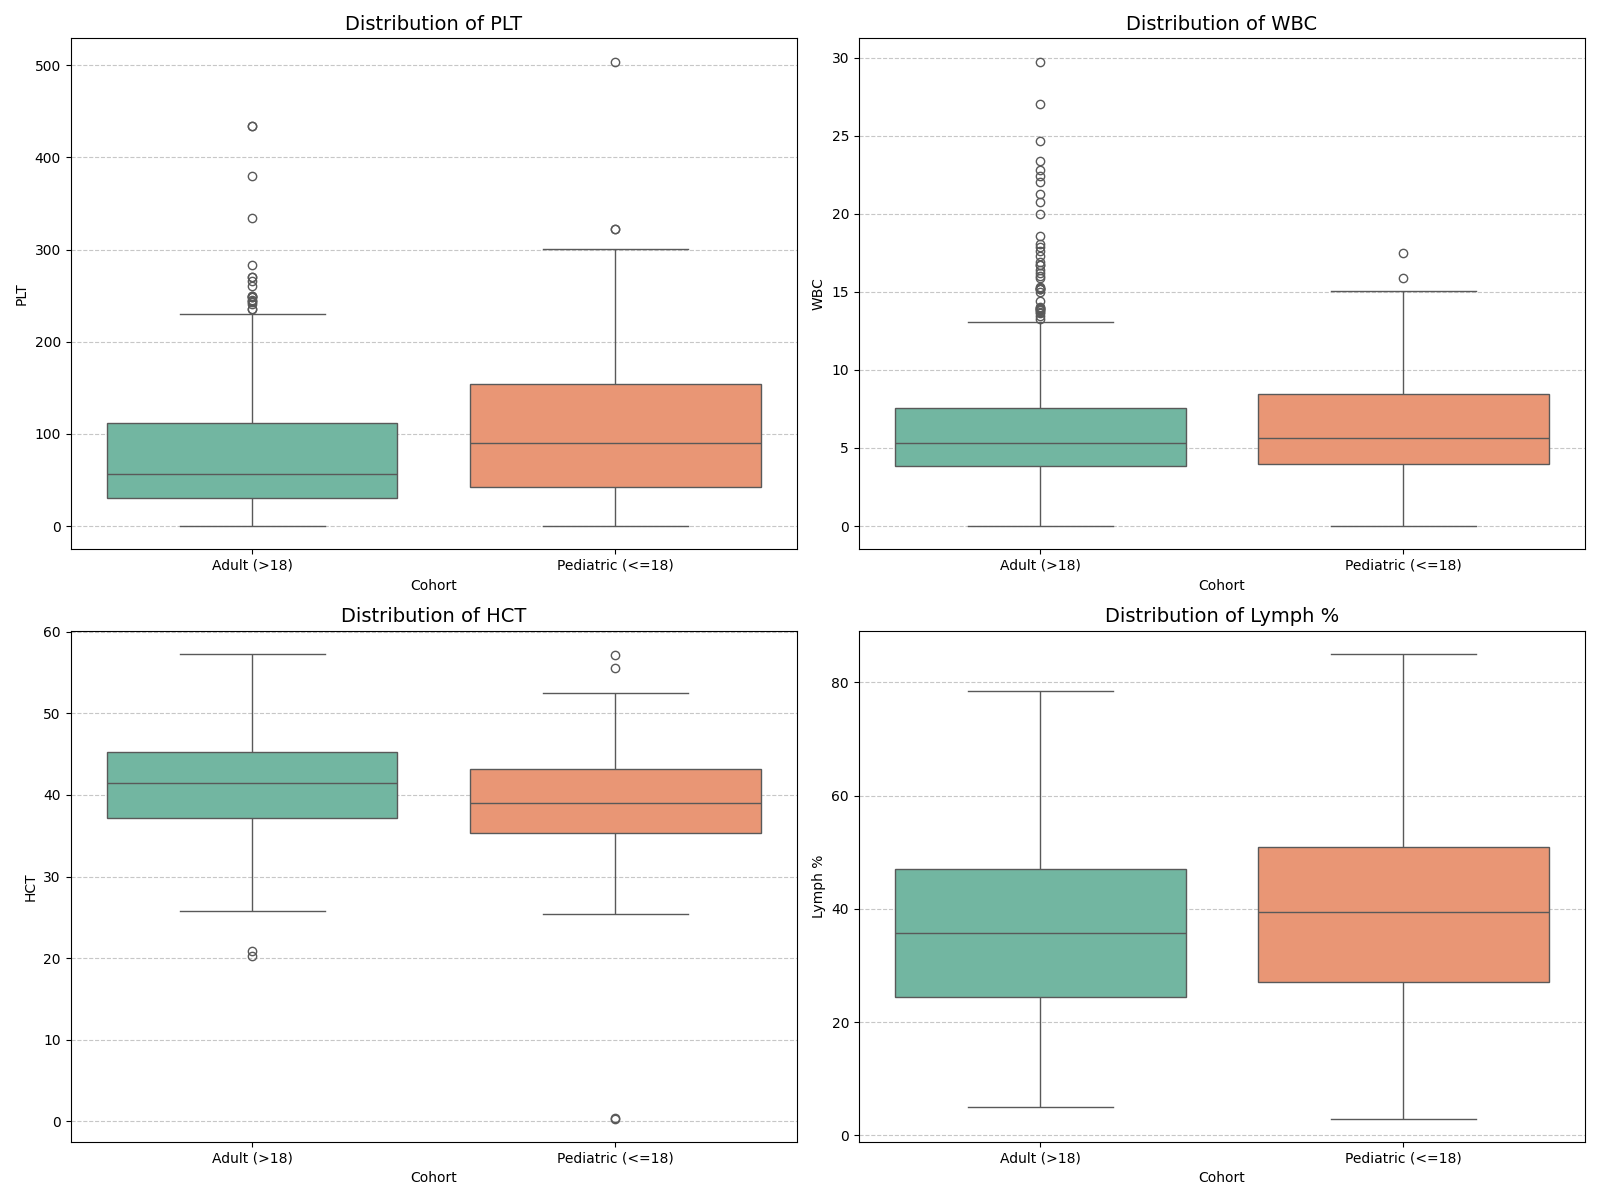 Distribution of PLT
500
400
300
200
100
0
PLT
Adult (>18)
Pediatric (<=18)
Cohort
Distribution of WBC
30
25
20
15
10
5
0
WBC
Adult (>18)
Pediatric (<=18)
Cohort
Distribution of HCT
60
50
40
30
20
10
0
HCT
Adult (>18)
Pediatric (<=18)
Cohort
Distribution of Lymph %
80
60
40
20
0
Lymph %
Adult (>18)
Pediatric (<=18)
Cohort